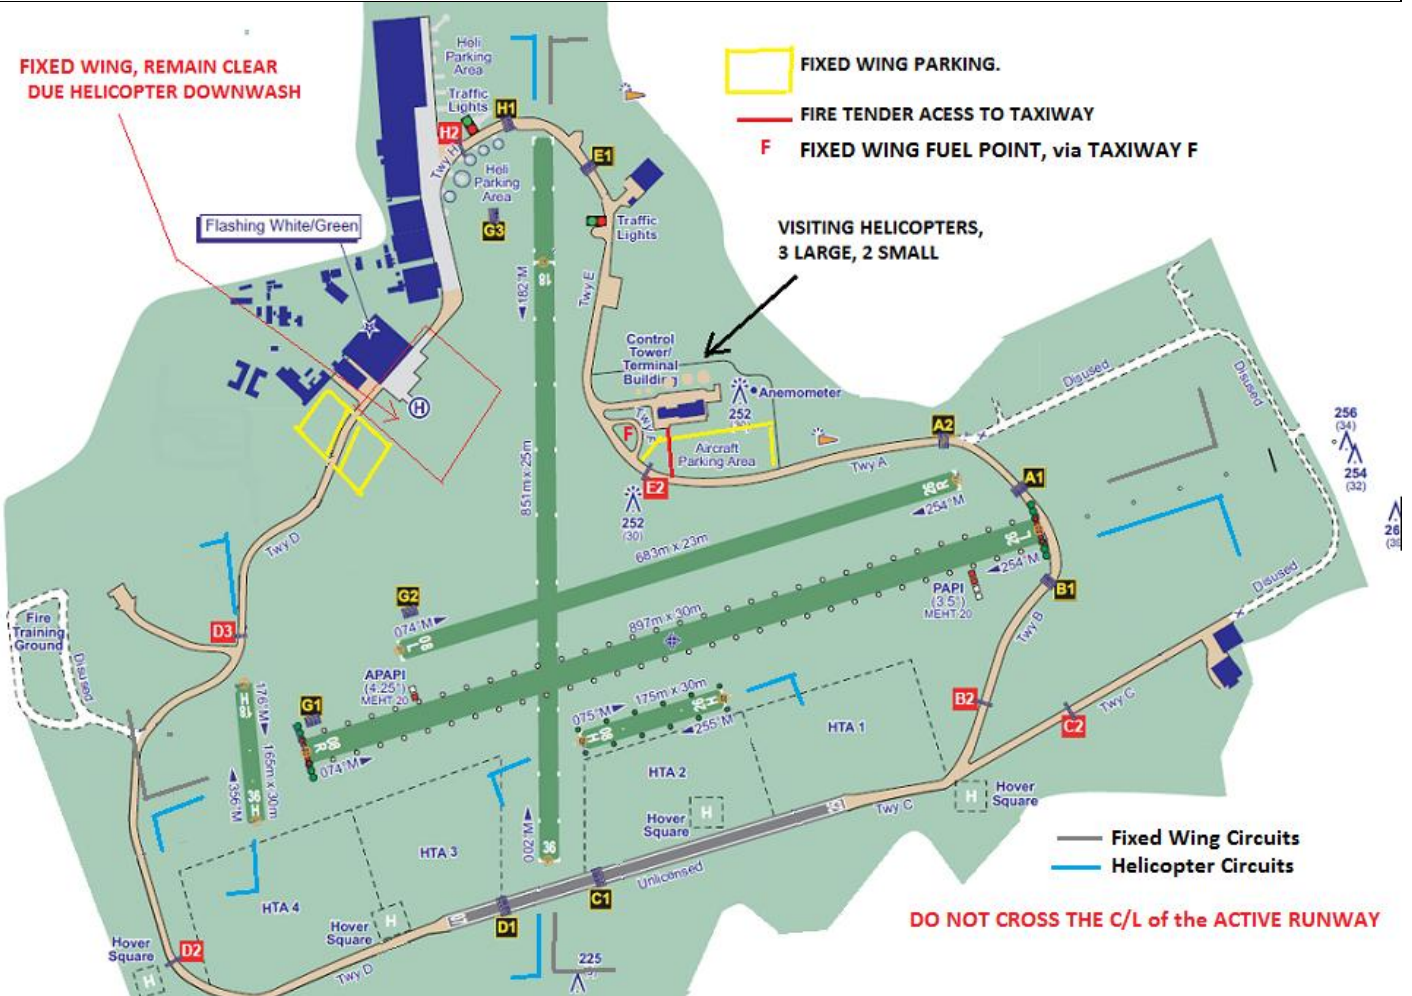 FIXED WING, REMAIN CLEAR
DUE HELICOPTER DOWNWASH
FIXED WING PARKING.
FIRE TENDER ACESS TO TAXIWAY
F FIXED WING FUEL POINT, via TAXIWAY F
VISITING HELICOPTERS,
3 LARGE, 2 SMALL
Heli
Parking
Area
Traffic
Lights
H1
H2
Twy H
Heli
Parking
Area
G3
E1
Traffic
Lights
Flashing White/Green
182°M
18
Twy E
Control
Tower/
Terminal
Building
Anemometer
252
(30)
H
Twy F
F
Aircraft
Parking Area
E2
252
(30)
851m x 25m
A2
Twy A
Disused
Disused
256
(34)
254
(32)
26
A1
26
R
254°M
683m x 23m
26
L
254°M
PAPI
(3.5°)
MEHT 20
B1
Twy B
Disused
Twy D
G2
074°M
08
L
897m x 30m
D3
Fire
Training
Ground
Disused
APAPI
(4.25°)
MEHT 20
G1
08
R
074°M
176°M
18
H
165m x 30m
36
H
356°M
075°M
175m x 30m
08
H
26
H
255°M
HTA 1
HTA 2
HTA 3
HTA 4
B2
C2
Twy C
Twy C
Hover
Square
H
Hover
Square
H
002°M
36
Unlicensed
C1
D1
Hover
Square
H
Hover
Square
H
D2
Twy D
225
Fixed Wing Circuits
Helicopter Circuits
DO NOT CROSS THE C/L of the ACTIVE RUNWAY